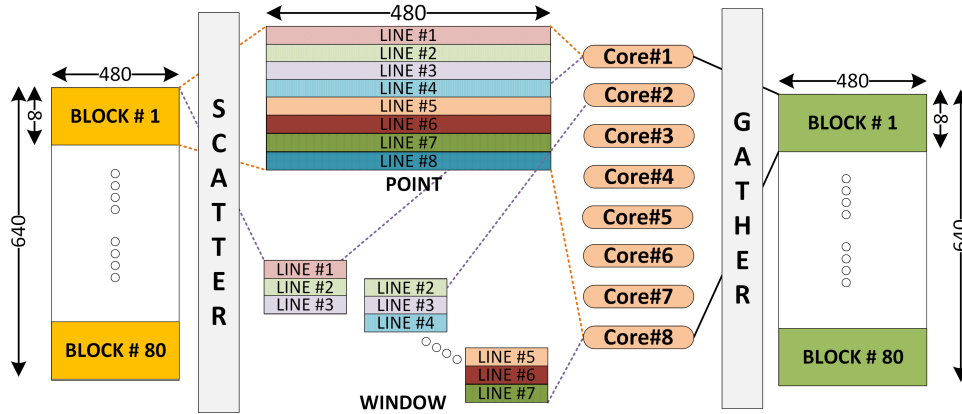 480
8
BLOCK # 1
640
BLOCK # 80
SCATTER
480
LINE #1
LINE #2
LINE #3
LINE #4
LINE #5
LINE #6
LINE #7
LINE #8
POINT
LINE #1
LINE #2
LINE #3
LINE #2
LINE #3
LINE #4
LINE #5
LINE #6
LINE #7
WINDOW
Core#1
Core#2
Core#3
Core#4
Core#5
Core#6
Core#7
Core#8
GATHER
480
8
BLOCK # 1
640
BLOCK # 80